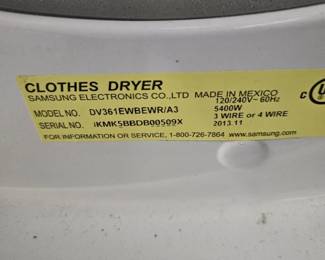 CLOTHES DRYER
SAMSUNG ELECTRONICS CO.,LTD MADE IN MEXICO
120/240V~ 60Hz
MODEL NO. DV361EWBEWR/A3 5400W
3 WIRE or 4 WIRE
SERIAL NO. IKMK5BBDB00509X 2013.11
FOR INFORMATION OR SERVICE, 1-800-726-7864 www.samsung.com
C UL